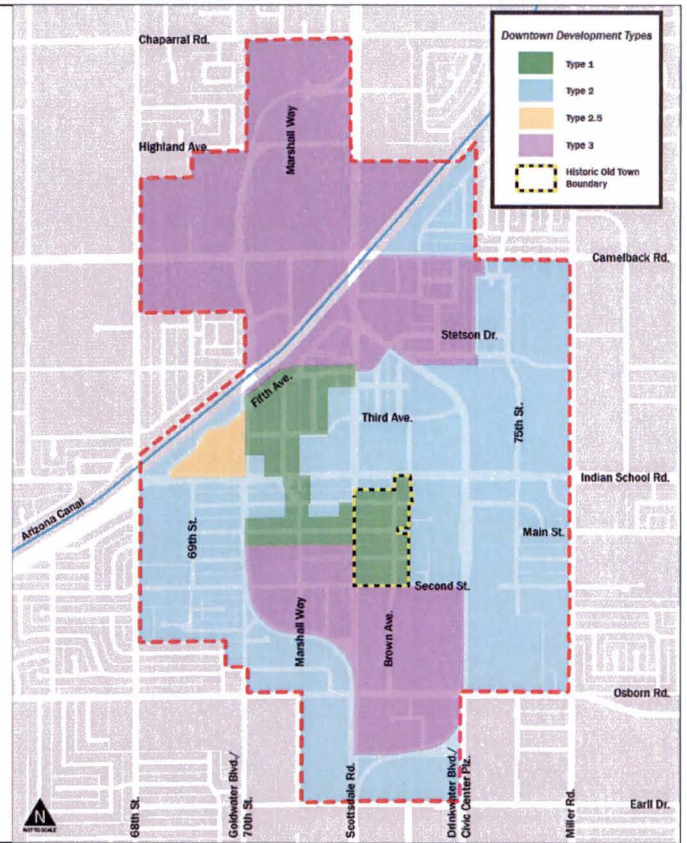 Downtown Development Types
Type 1
Type 2
Type 2.5
Type 3
Historic Old Town
Boundary
Chaparral Rd.
Highland Ave.
Marshall Way
Camelback Rd.
Stetson Dr.
Fifth Ave.
Third Ave.
75th St.
Indian School Rd.
Arizona Canal
69th St.
Main St.
Second St.
Marshall Way
Brown Ave.
Osborn Rd.
68th St.
Goldwater Blvd./
70th St.
Scottsdale Rd.
Drinkwater Blvd./
Civic Center Plz.
Miller Rd.
Earll Dr.
N
NOT TO SCALE